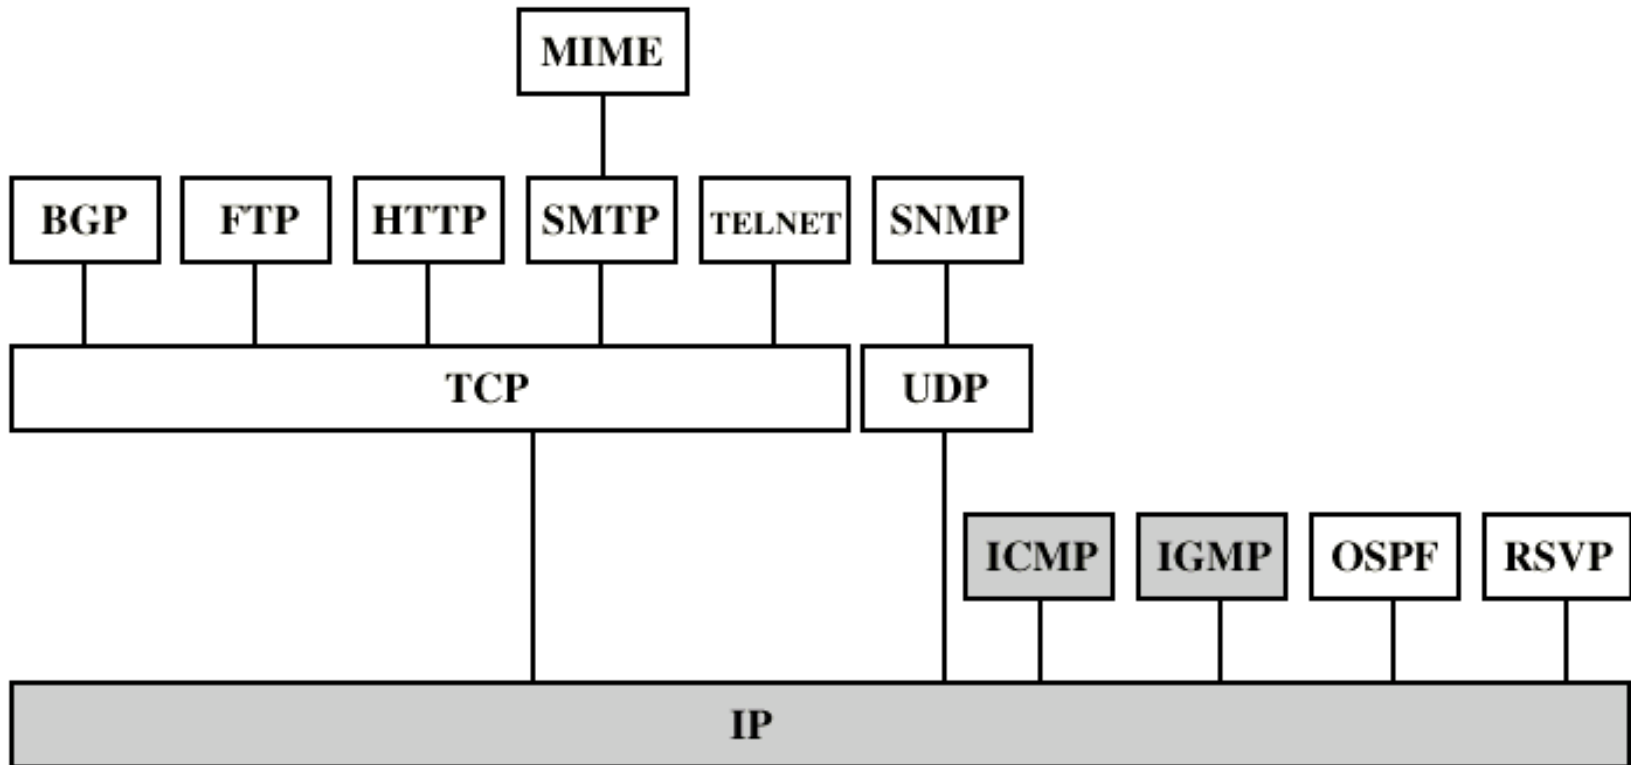 MIME
BGP FTP HTTP SMTP TELNET SNMP
TCP UDP
ICMP IGMP OSPF RSVP
IP